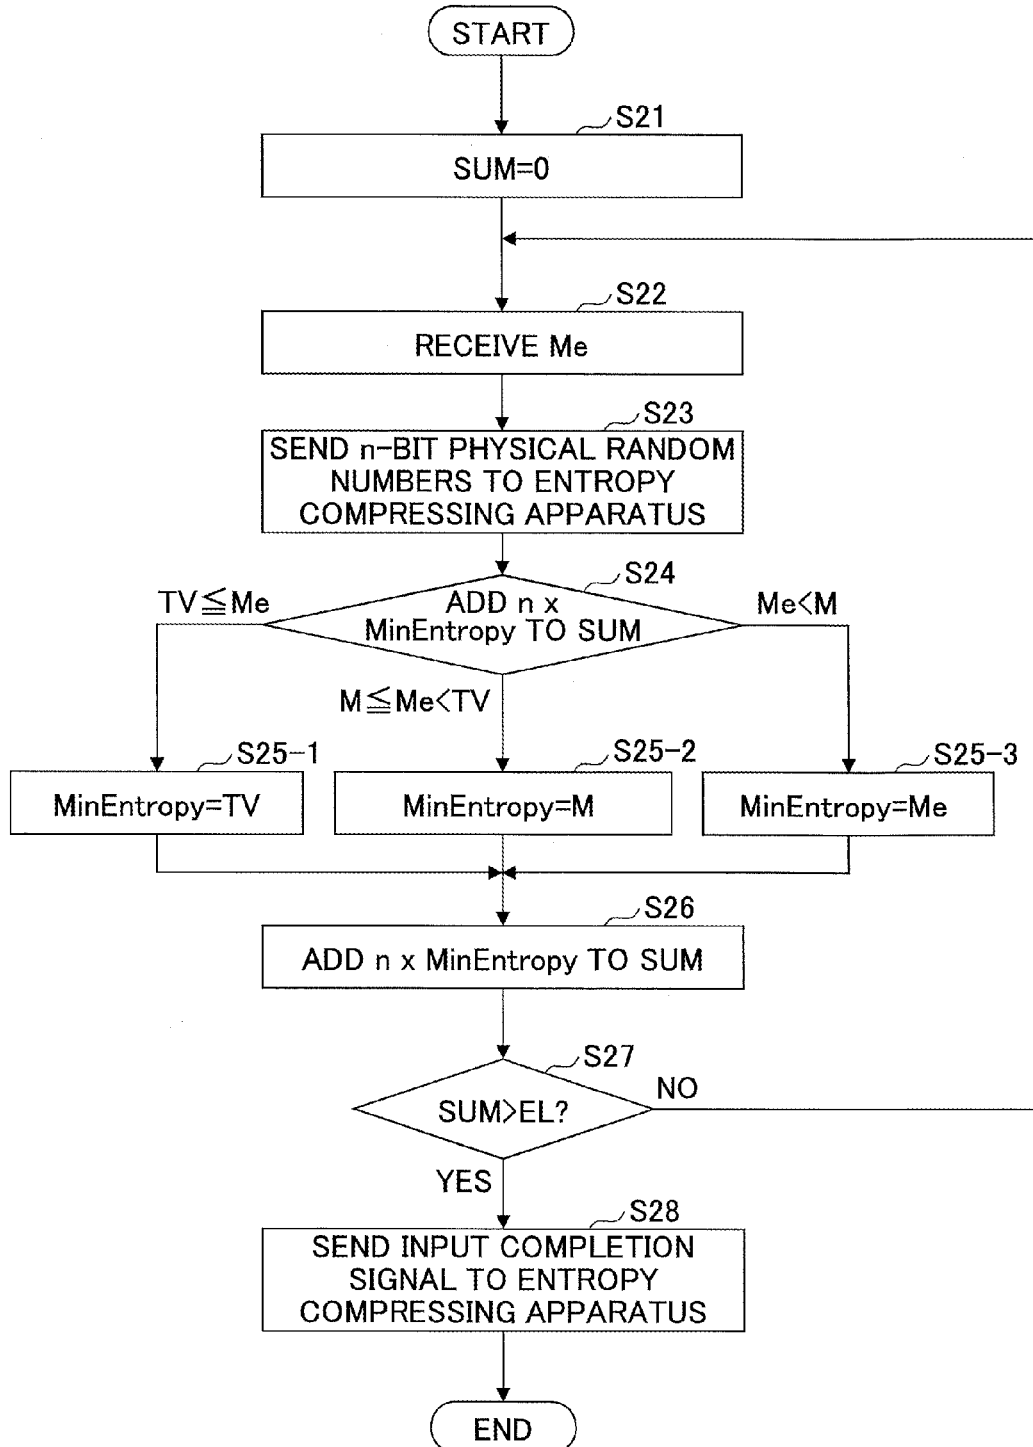 START
S21
SUM=0
S22
RECEIVE Me
S23
SEND n-BIT PHYSICAL RANDOM
NUMBERS TO ENTROPY
COMPRESSING APPARATUS
S24
TV≦Me
ADD n x
MinEntropy TO SUM
Me<M
M≦Me<TV
S25-1
S25-2
S25-3
MinEntropy=TV
MinEntropy=M
MinEntropy=Me
S26
ADD n x MinEntropy TO SUM
S27
SUM>EL?
NO
YES
S28
SEND INPUT COMPLETION
SIGNAL TO ENTROPY
COMPRESSING APPARATUS
END